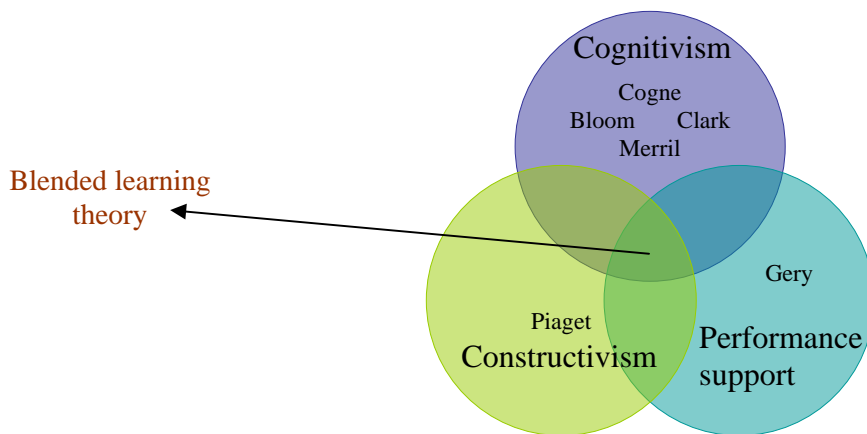 Cognitivism
Cogne
Bloom Clark
Merril
Blended learning
theory
Gery
Piaget
Constructivism
Performance
support